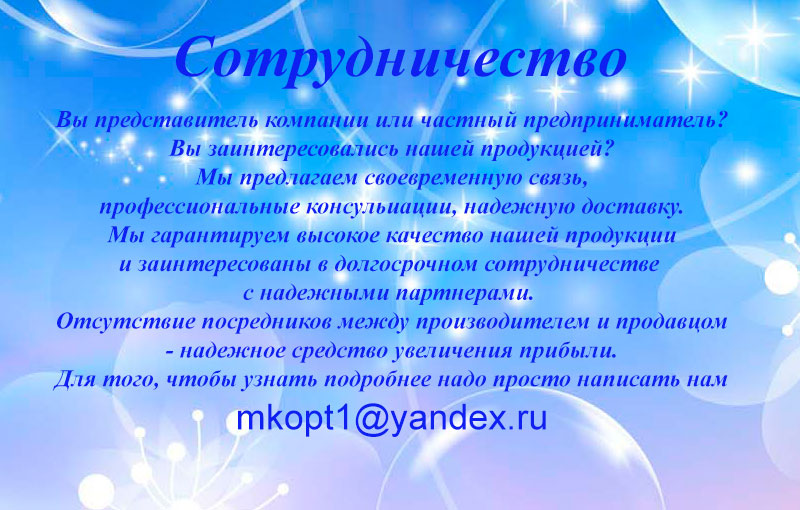 Сотрудничество
Вы представитель компании или частный предприниматель?
Вы заинтересовались нашей продукцией?
Мы предлагаем своевременную связь,
профессиональные консульиации, надежную доставку.
Мы гарантируем высокое качество нашей продукции
и заинтересованы в долгосрочном сотрудничестве
с надежными партнерами.
Отсутствие посредников между производителем и продавцом
- надежное средство увеличения прибыли.
Для того, чтобы узнать подробнее надо просто написать нам
mkopt1@yandex.ru